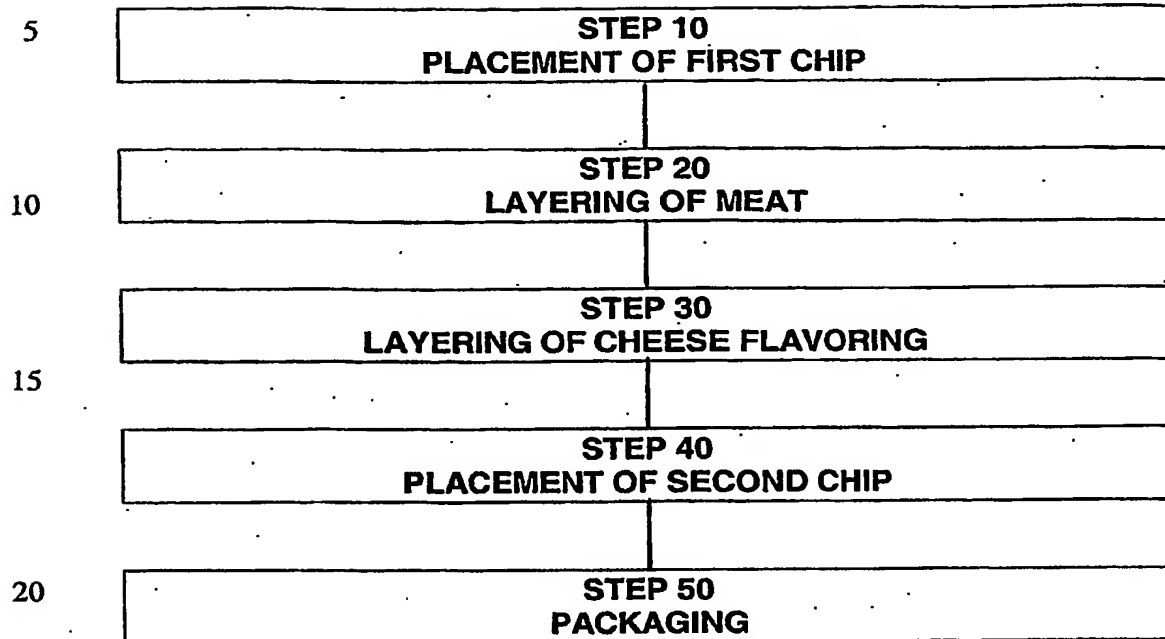 5
STEP 10
PLACEMENT OF FIRST CHIP
STEP 20
10
LAYERING OF MEAT
STEP 30
LAYERING OF CHEESE FLAVORING
15
STEP 40
PLACEMENT OF SECOND CHIP
20
STEP 50
PACKAGING